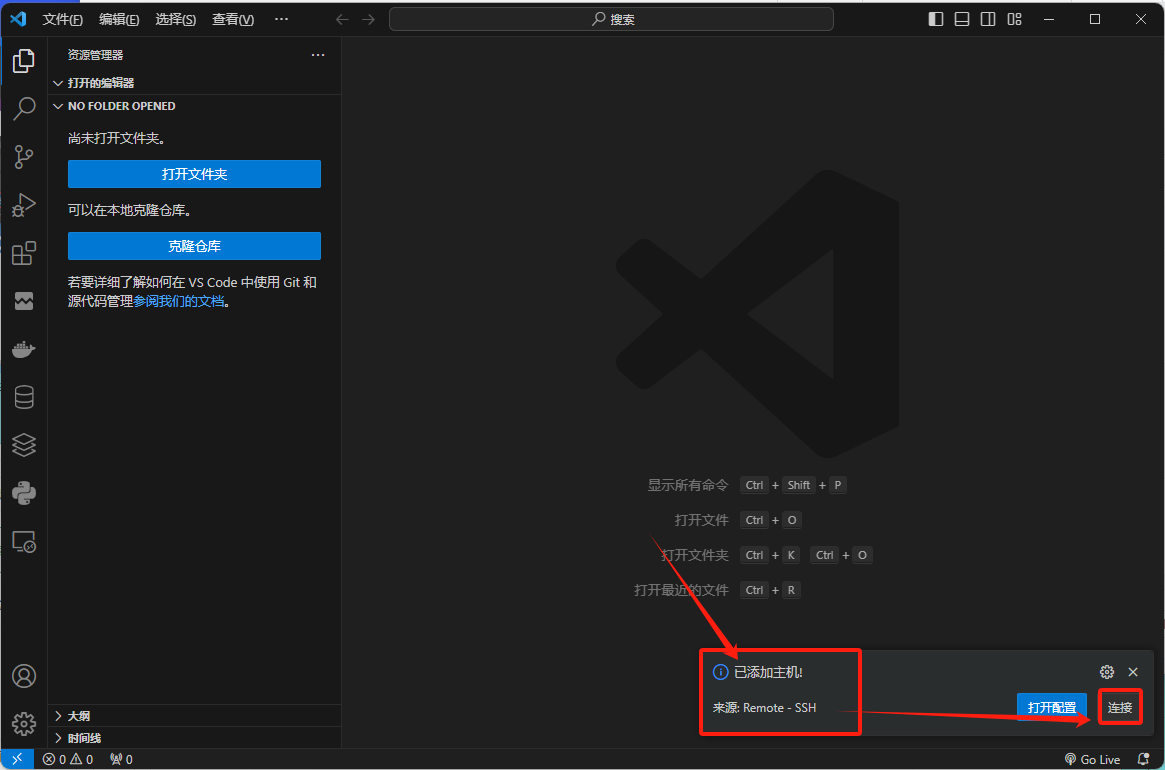 文件(F) 编辑(E) 选择(S) 查看(V) ··· 搜索
资源管理器 ···
打开的编辑器
NO FOLDER OPENED
尚未打开文件夹。
打开文件夹
可以在本地克隆仓库。
克隆仓库
若要详细了解如何在 VS Code 中使用 Git 和
源代码管理参阅我们的文档。
显示所有命令 Ctrl + Shift + P
打开文件 Ctrl + O
打开文件夹 Ctrl + K Ctrl + O
打开最近的文件 Ctrl + R
已添加主机!
来源: Remote - SSH 打开配置 连接
大纲
时间线
0 0 0 Go Live